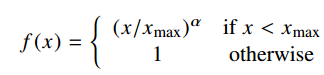 f(x) = { (x/x_max)^α if x < x_max
1 otherwise